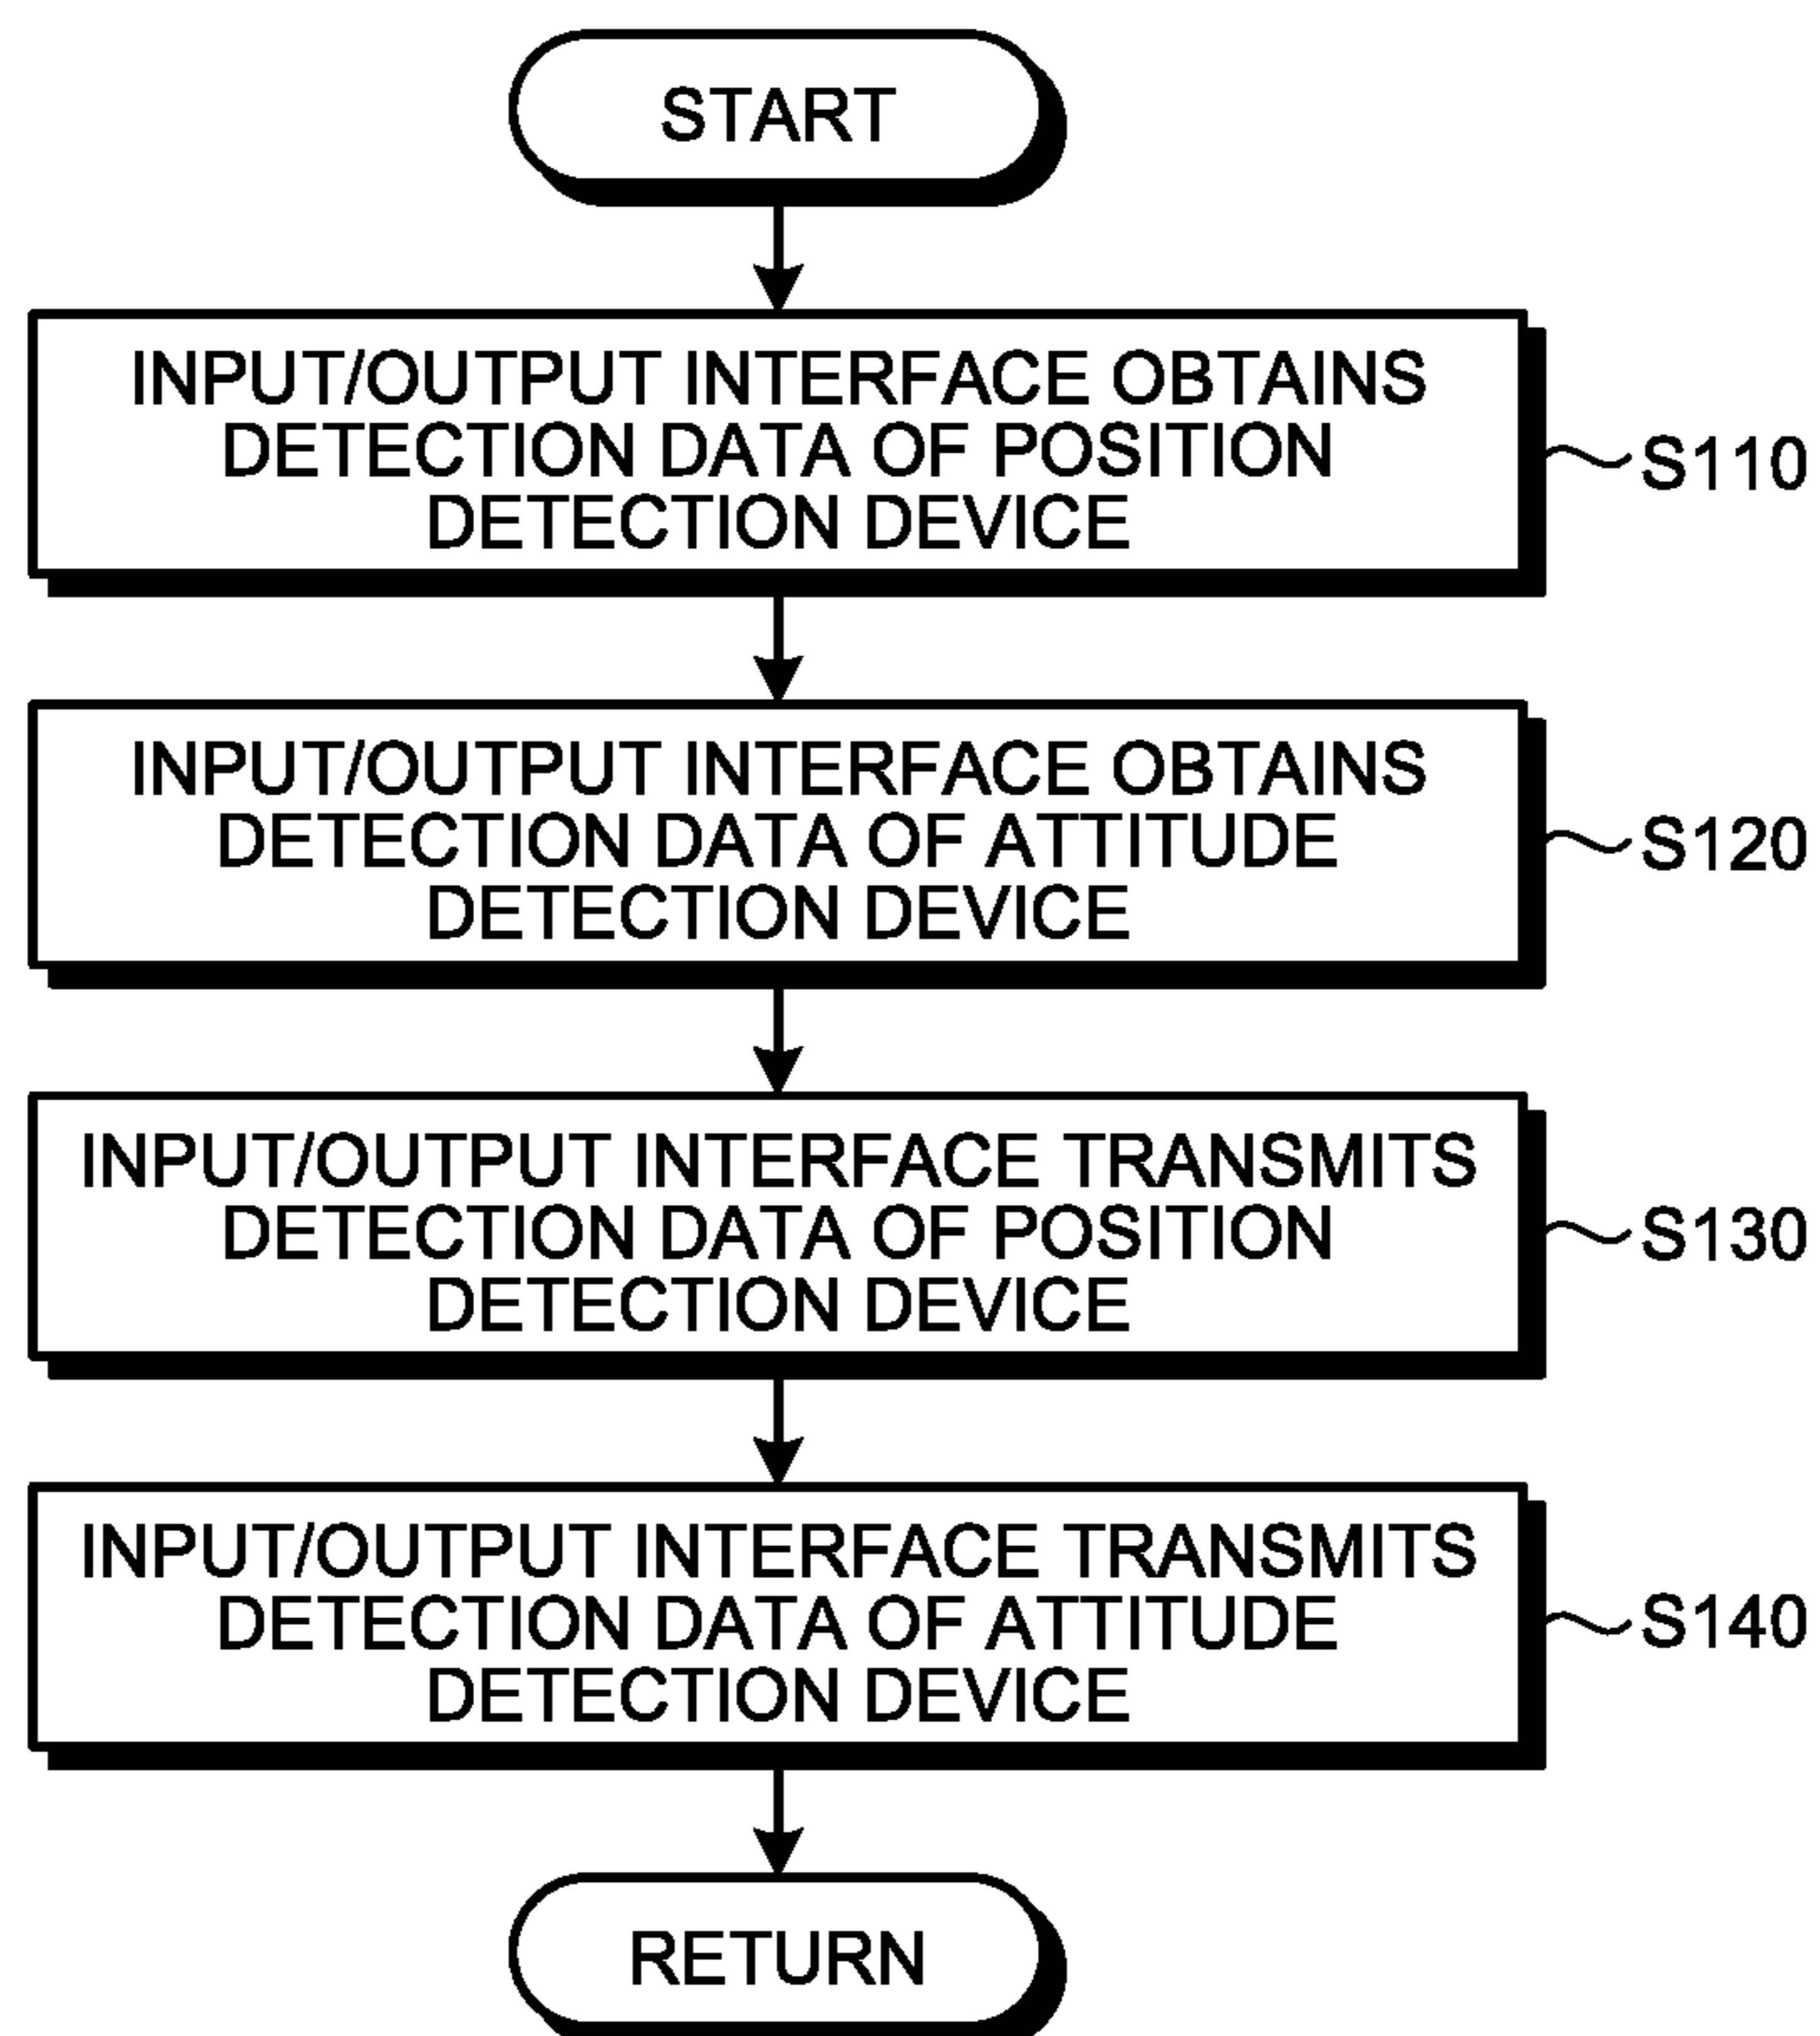 START
INPUT/OUTPUT INTERFACE OBTAINS
DETECTION DATA OF POSITION
DETECTION DEVICE
S110
INPUT/OUTPUT INTERFACE OBTAINS
DETECTION DATA OF ATTITUDE
DETECTION DEVICE
S120
INPUT/OUTPUT INTERFACE TRANSMITS
DETECTION DATA OF POSITION
DETECTION DEVICE
S130
INPUT/OUTPUT INTERFACE TRANSMITS
DETECTION DATA OF ATTITUDE
DETECTION DEVICE
S140
RETURN